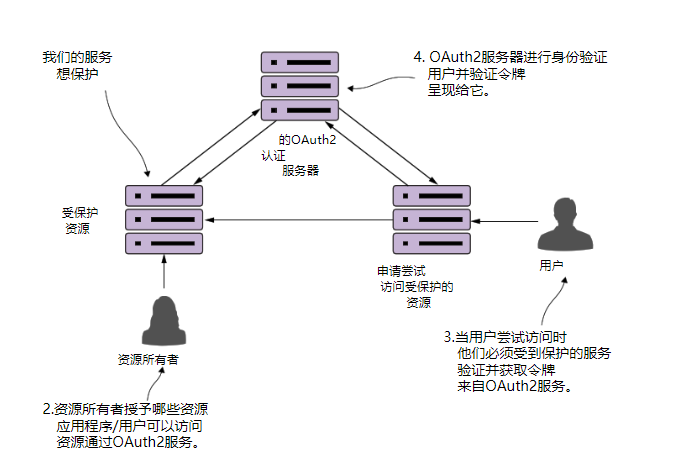 我们的服务
想保护
4. OAuth2服务器进行身份验证
用户并验证令牌
呈现给它。
的OAuth2
认证
服务器
受保护
资源
申请尝试
访问受保护的
资源
用户
资源所有者
3.当用户尝试访问时
他们必须受到保护的服务
验证并获取令牌
来自OAuth2服务。
2.资源所有者授予哪些资源
应用程序/用户可以访问
资源通过OAuth2服务。